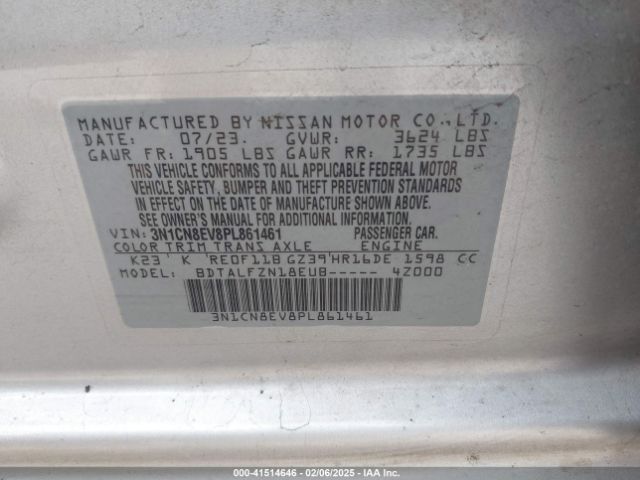 MANUFACTURED BY NISSAN MOTOR CO., LTD.
DATE: 07/23. GVWR: 3624 LBS
GAWR FR: 1905 LBS GAWR RR: 1735 LBS
THIS VEHICLE CONFORMS TO ALL APPLICABLE FEDERAL MOTOR
VEHICLE SAFETY, BUMPER AND THEFT PREVENTION STANDARDS
IN EFFECT ON THE DATE OF MANUFACTURE SHOWN ABOVE.
SEE OWNER'S MANUAL FOR ADDITIONAL INFORMATION.
VIN: 3N1CN8EV8PL861461 PASSENGER CAR.
COLOR TRIM TRANS AXLE ENGINE
K23 K RE0F11B GZ39 HR16DE 1598 CC
MODEL: BDTALFZN18EUB----- 4Z000
3N1CN8EV8PL861461
000-41514646 | 02/06/2025 - IAA Inc.